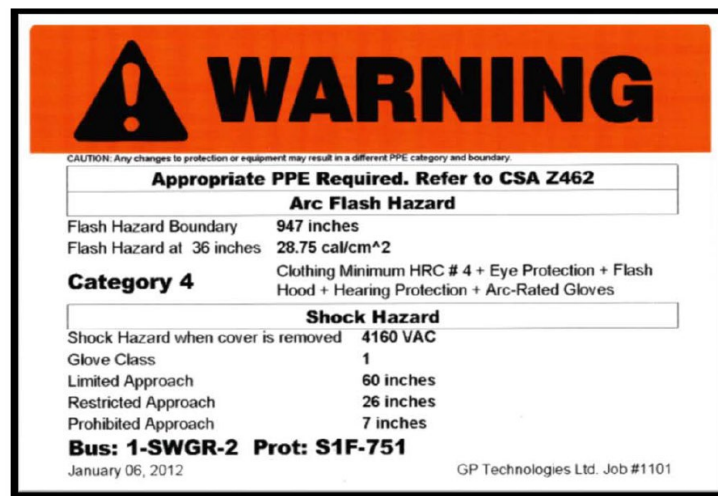 WARNING
CAUTION: Any changes to protection or equipment may result in a different PPE category and boundary.
Appropriate PPE Required. Refer to CSA Z462
Arc Flash Hazard
Flash Hazard Boundary 947 inches
Flash Hazard at 36 inches 28.75 cal/cm^2
Category 4 Clothing Minimum HRC # 4 + Eye Protection + Flash
Hood + Hearing Protection + Arc-Rated Gloves
Shock Hazard
Shock Hazard when cover is removed 4160 VAC
Glove Class 1
Limited Approach 60 inches
Restricted Approach 26 inches
Prohibited Approach 7 inches
Bus: 1-SWGR-2 Prot: S1F-751
January 06, 2012 GP Technologies Ltd. Job #1101